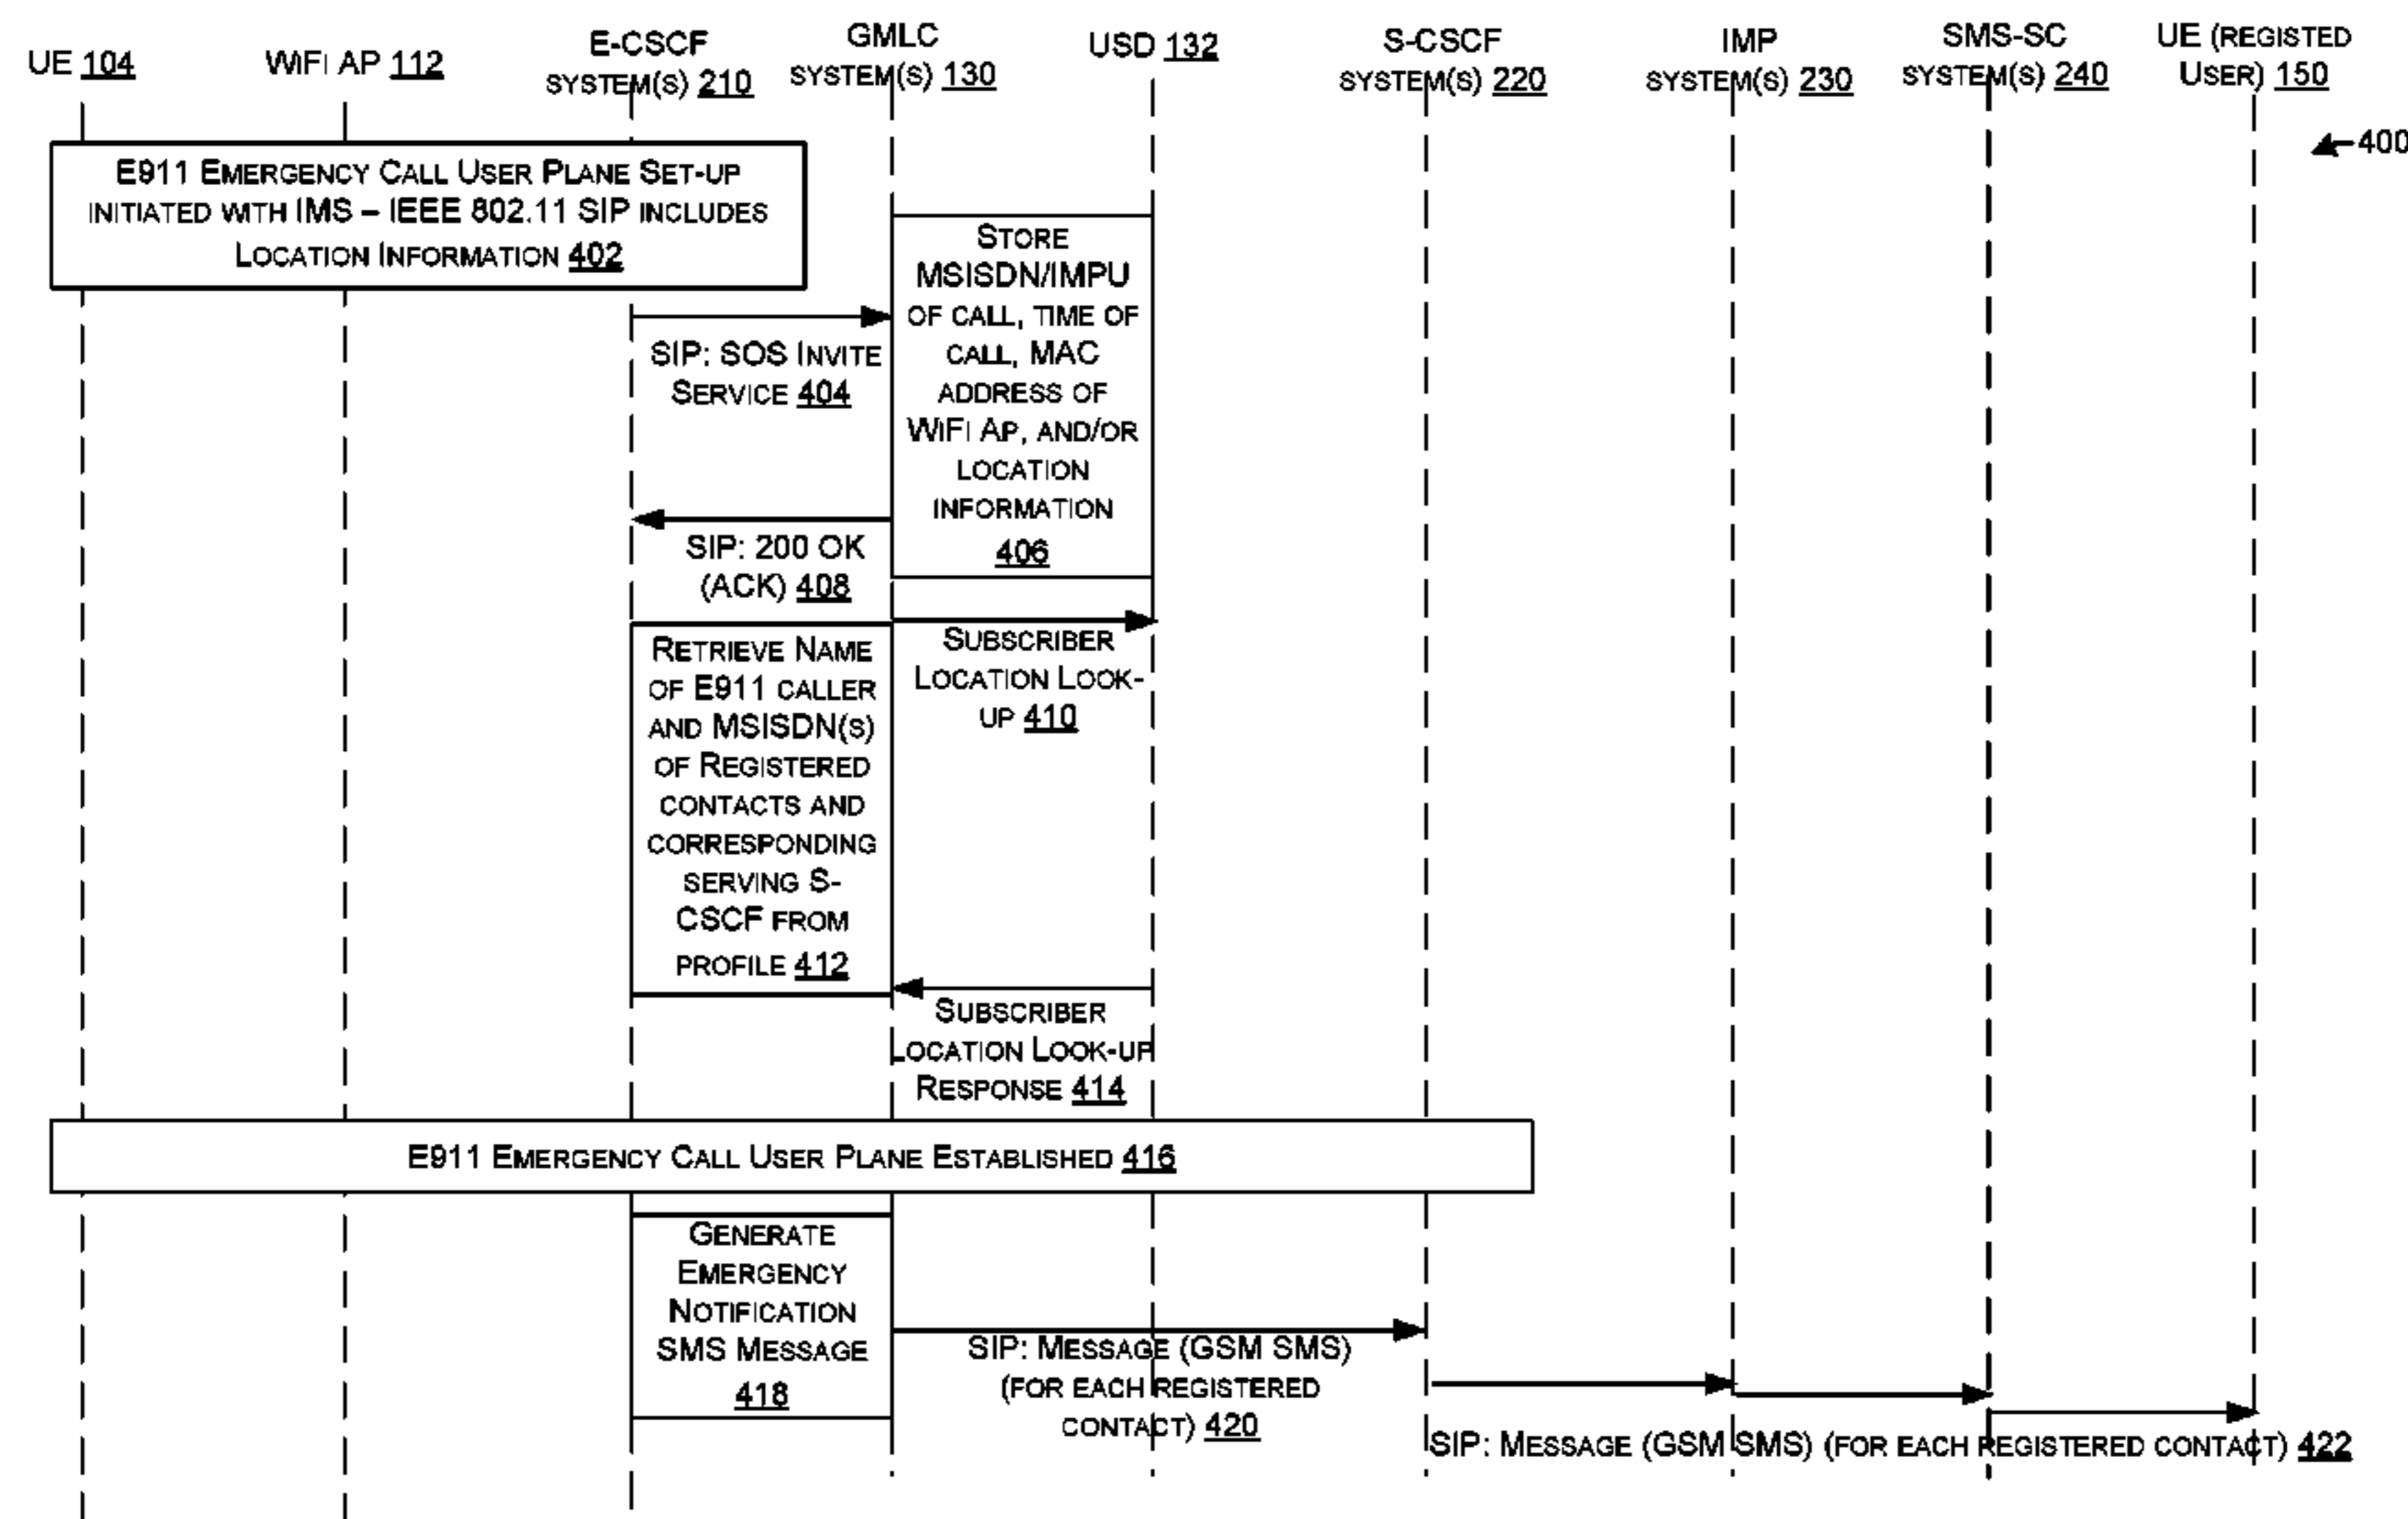 UE 104
WIFI AP 112
E-CSCF
SYSTEM(S) 210
GMLC
SYSTEM(S) 130
USD 132
S-CSCF
SYSTEM(S) 220
IMP
SYSTEM(S) 230
SMS-SC
SYSTEM(S) 240
UE (REGISTED
USER) 150
400
E911 EMERGENCY CALL USER PLANE SET-UP
INITIATED WITH IMS – IEEE 802.11 SIP INCLUDES
LOCATION INFORMATION 402
SIP: SOS INVITE
SERVICE 404
STORE
MSISDN/IMPU
OF CALL, TIME OF
CALL, MAC
ADDRESS OF
WIFI AP, AND/OR
LOCATION
INFORMATION
406
SIP: 200 OK
(ACK) 408
SUBSCRIBER
LOCATION LOOK-
UP 410
RETRIEVE NAME
OF E911 CALLER
AND MSISDN(S)
OF REGISTERED
CONTACTS AND
CORRESPONDING
SERVING S-
CSCF FROM
PROFILE 412
SUBSCRIBER
LOCATION LOOK-UP
RESPONSE 414
E911 EMERGENCY CALL USER PLANE ESTABLISHED 416
GENERATE
EMERGENCY
NOTIFICATION
SMS MESSAGE
418
SIP: MESSAGE (GSM SMS)
(FOR EACH REGISTERED
CONTACT) 420
SIP: MESSAGE (GSM SMS) (FOR EACH REGISTERED CONTACT) 422